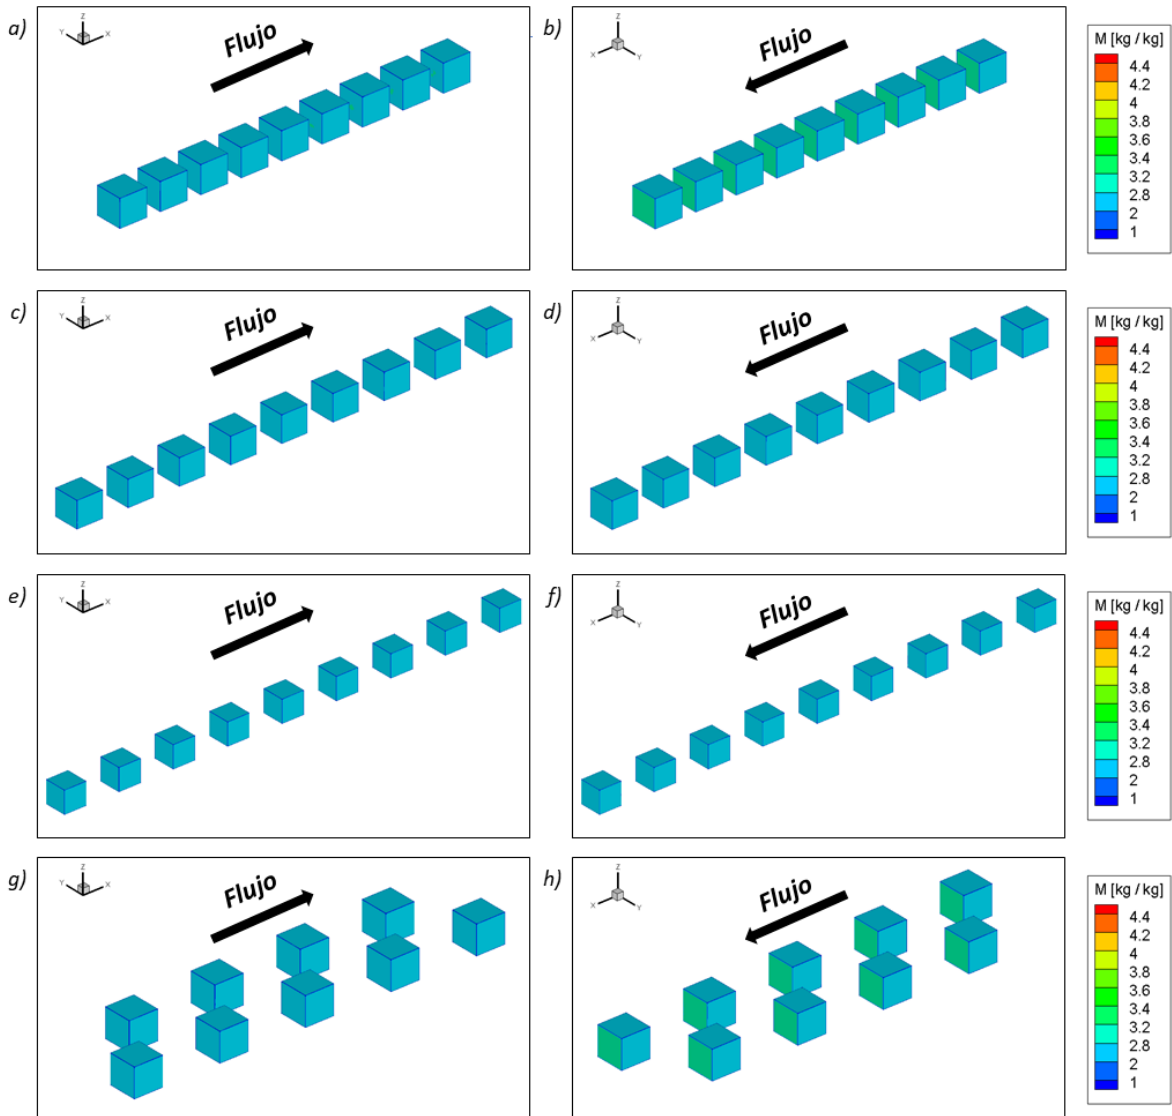 a)
Z
Y
X
Flujo
b)
Z
X
Y
Flujo
M [kg / kg]
4.4
4.2
4
3.8
3.6
3.4
3.2
2.8
2
1
c)
Z
Y
X
Flujo
d)
Z
X
Y
Flujo
M [kg / kg]
4.4
4.2
4
3.8
3.6
3.4
3.2
2.8
2
1
e)
Z
Y
X
Flujo
f)
Z
X
Y
Flujo
M [kg / kg]
4.4
4.2
4
3.8
3.6
3.4
3.2
2.8
2
1
g)
Z
Y
X
Flujo
h)
Z
X
Y
Flujo
M [kg / kg]
4.4
4.2
4
3.8
3.6
3.4
3.2
2.8
2
1